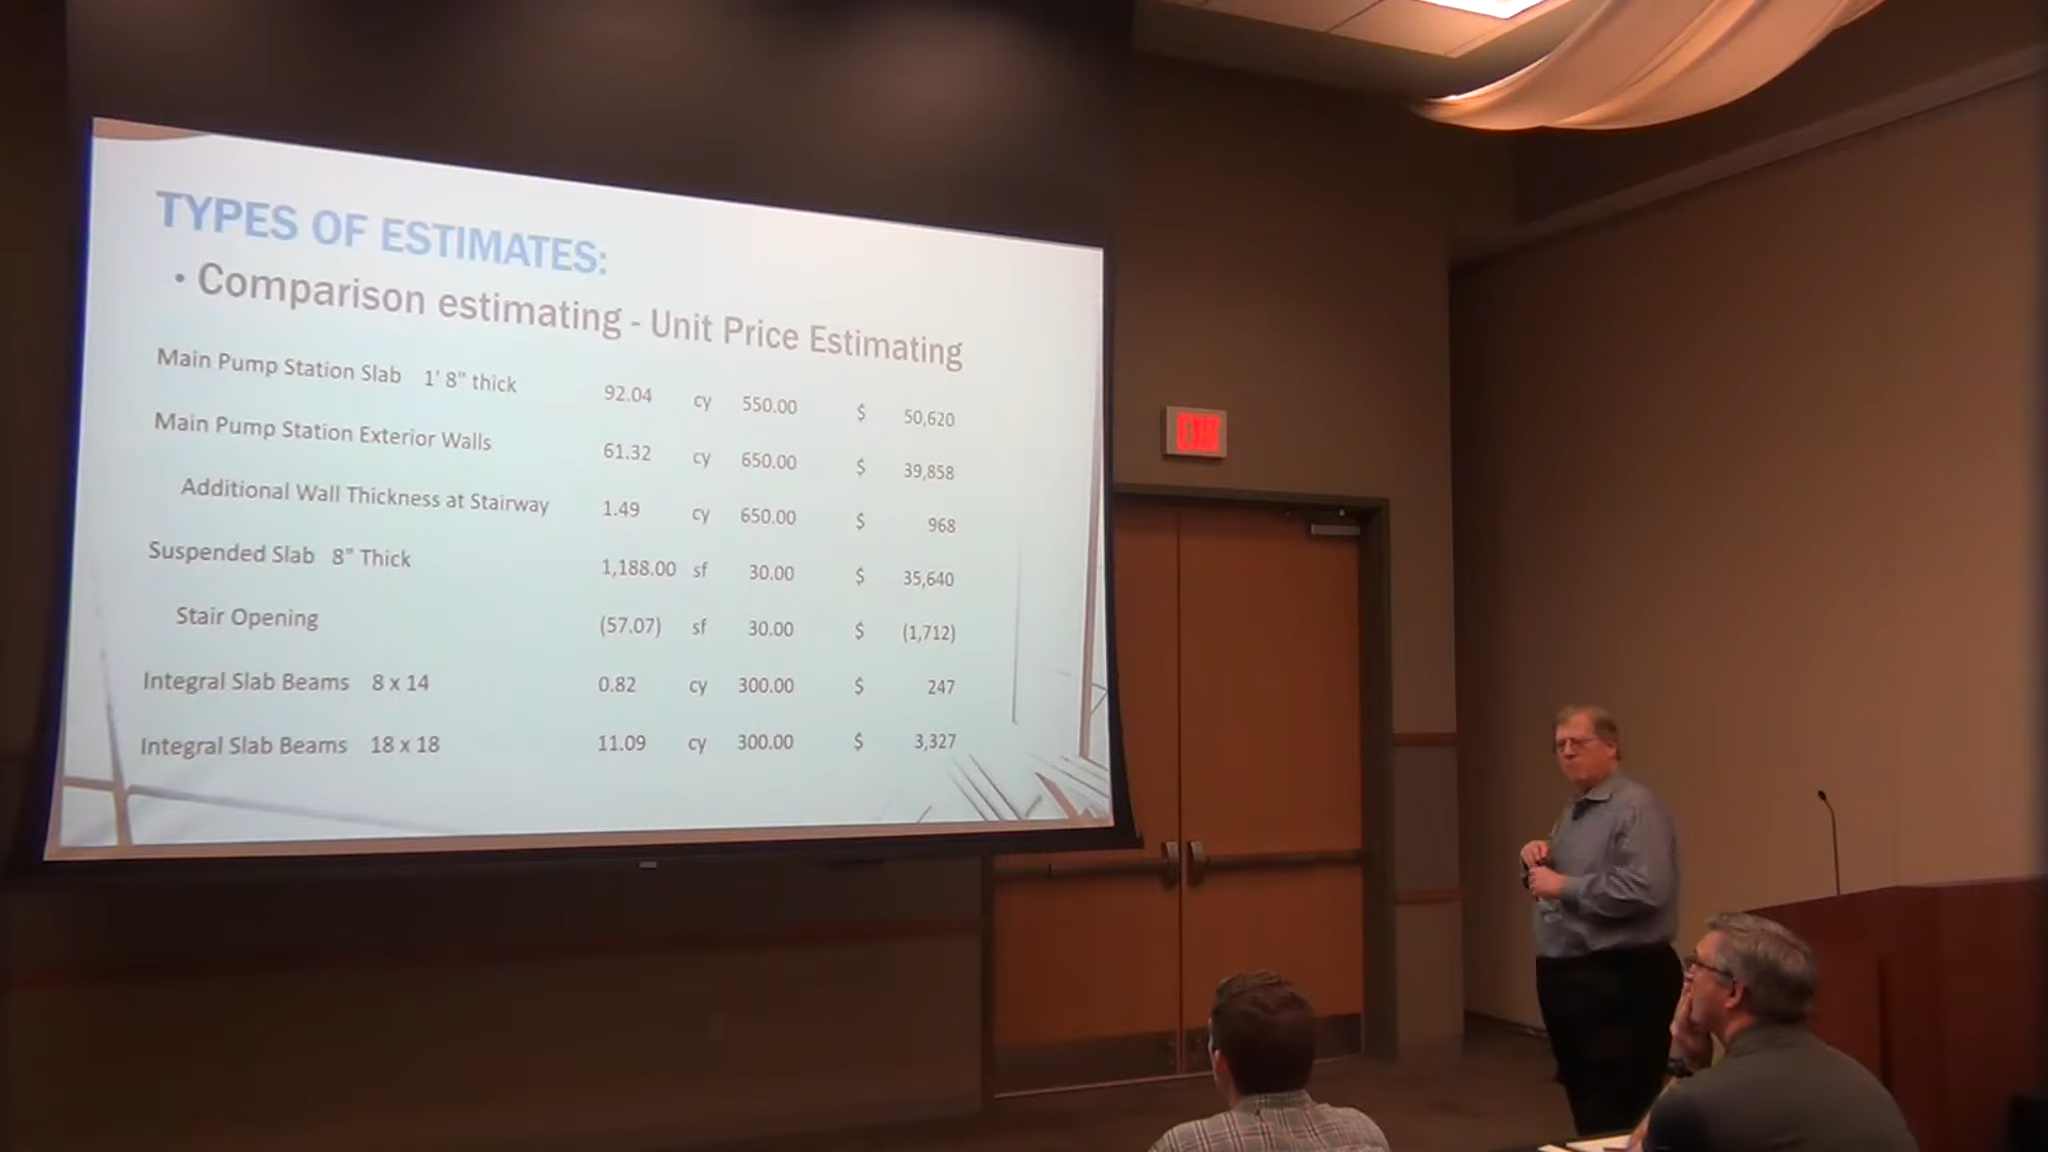 TYPES OF ESTIMATES:
• Comparison estimating - Unit Price Estimating
Main Pump Station Slab 1' 8" thick 92.04 cy 550.00 $ 50,620
Main Pump Station Exterior Walls 61.32 cy 650.00 $ 39,858
Additional Wall Thickness at Stairway 1.49 cy 650.00 $ 968
Suspended Slab 8" Thick 1,188.00 sf 30.00 $ 35,640
Stair Opening (57.07) sf 30.00 $ (1,712)
Integral Slab Beams 8 x 14 0.82 cy 300.00 $ 247
Integral Slab Beams 18 x 18 11.09 cy 300.00 $ 3,327
EXIT